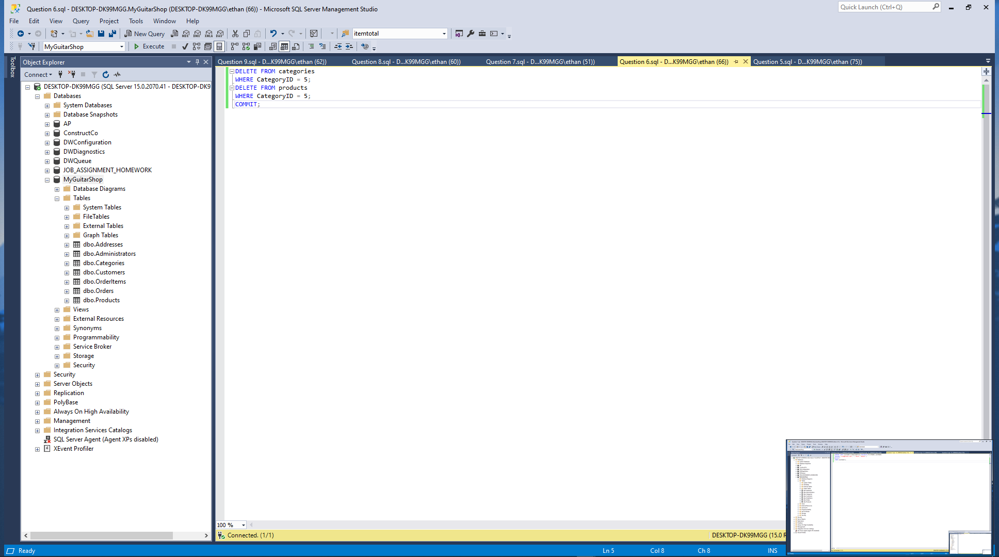 Question 6.sql - DESKTOP-DK99MGG.MyGuitarShop (DESKTOP-DK99MGG\ethan (66)) - Microsoft SQL Server Management Studio
Quick Launch (Ctrl+Q)
File Edit View Query Project Tools Window Help
New Query MDX DMX XMLA DAX itemtotal
MyGuitarShop Execute
Toolbox
Object Explorer
Connect
DESKTOP-DK99MGG (SQL Server 15.0.2070.41 - DESKTOP-DK9
Databases
System Databases
Database Snapshots
AP
ConstructCo
DWConfiguration
DWDiagnostics
DWQueue
JOB_ASSIGNMENT_HOMEWORK
MyGuitarShop
Database Diagrams
Tables
System Tables
FileTables
External Tables
Graph Tables
dbo.Addresses
dbo.Administrators
dbo.Categories
dbo.Customers
dbo.OrderItems
dbo.Orders
dbo.Products
Views
External Resources
Synonyms
Programmability
Service Broker
Storage
Security
Security
Server Objects
Replication
PolyBase
Always On High Availability
Management
Integration Services Catalogs
SQL Server Agent (Agent XPs disabled)
XEvent Profiler
Question 9.sql - D...K99MGG\ethan (62)) Question 8.sql - D...K99MGG\ethan (60)) Question 7.sql - D...K99MGG\ethan (51)) Question 6.sql - D...K99MGG\ethan (66)) Question 5.sql - D...K99MGG\ethan (75))
DELETE FROM categories
WHERE CategoryID = 5;
DELETE FROM products
WHERE CategoryID = 5;
COMMIT;
100 %
Connected. (1/1) DESKTOP-DK99MGG (15.0 R
Ready Ln 5 Col 8 Ch 8 INS